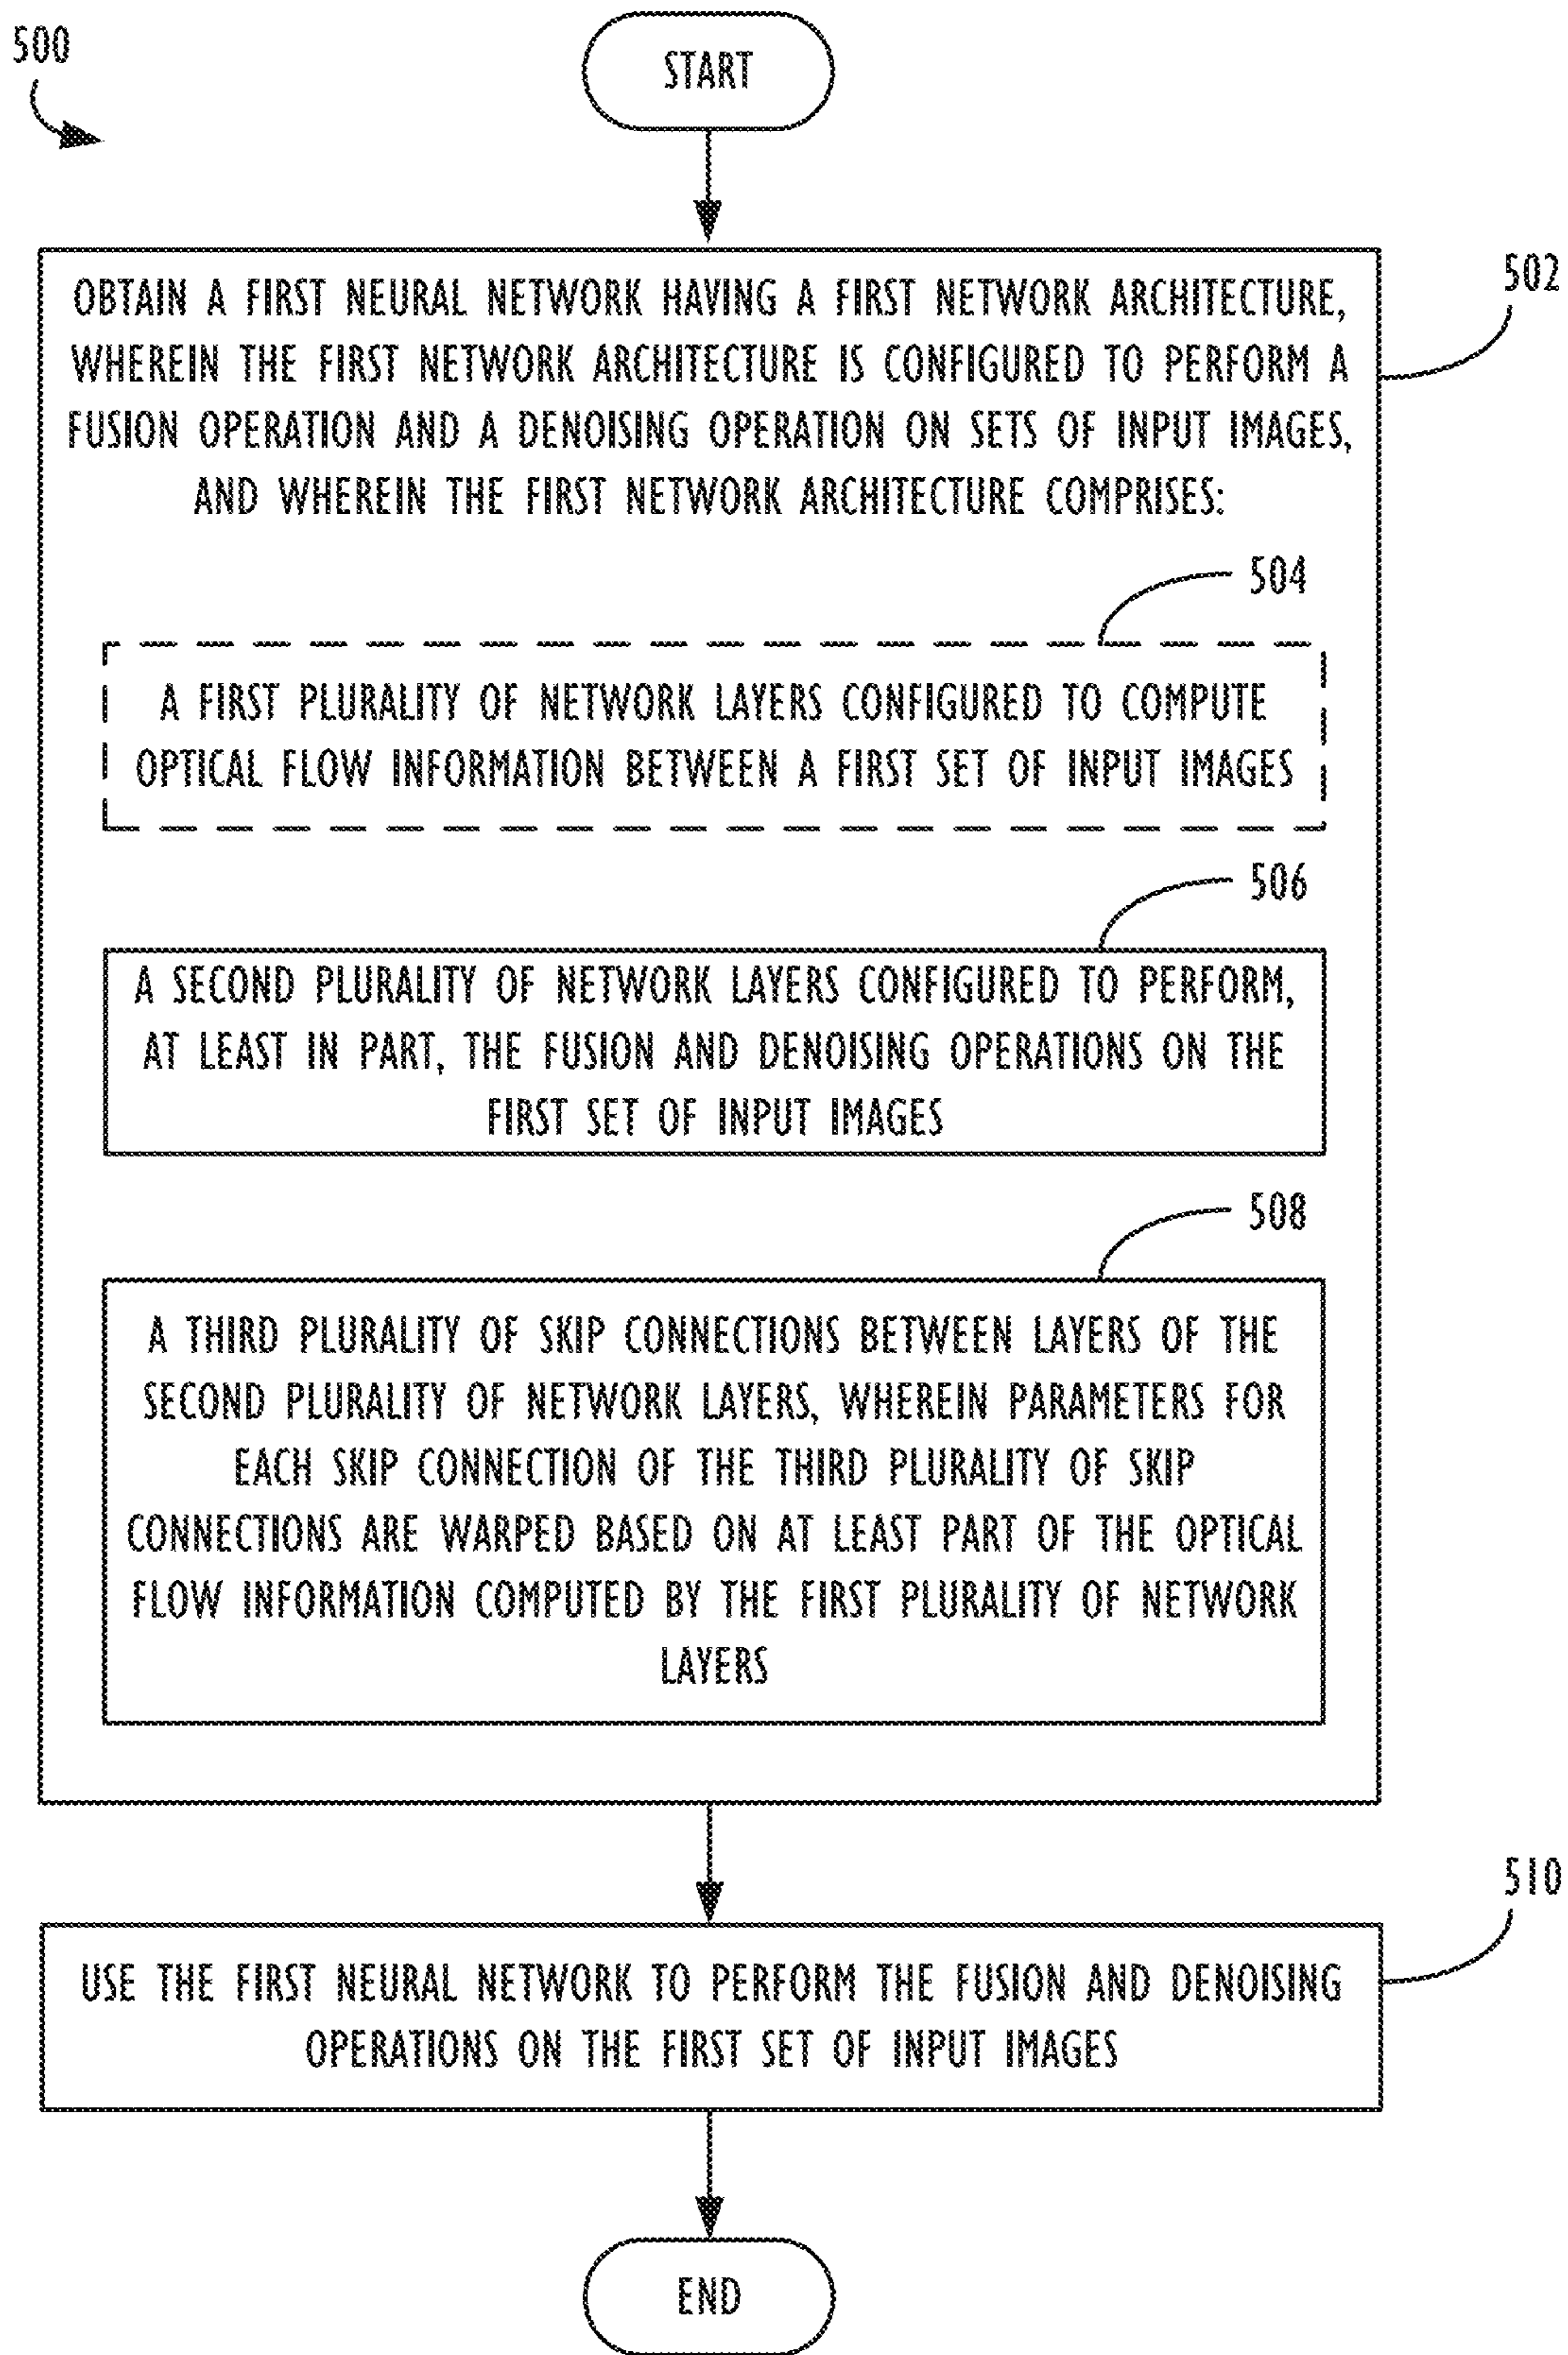 500
START
502
OBTAIN A FIRST NEURAL NETWORK HAVING A FIRST NETWORK ARCHITECTURE,
WHEREIN THE FIRST NETWORK ARCHITECTURE IS CONFIGURED TO PERFORM A
FUSION OPERATION AND A DENOISING OPERATION ON SETS OF INPUT IMAGES,
AND WHEREIN THE FIRST NETWORK ARCHITECTURE COMPRISES:
504
A FIRST PLURALITY OF NETWORK LAYERS CONFIGURED TO COMPUTE
OPTICAL FLOW INFORMATION BETWEEN A FIRST SET OF INPUT IMAGES
506
A SECOND PLURALITY OF NETWORK LAYERS CONFIGURED TO PERFORM,
AT LEAST IN PART, THE FUSION AND DENOISING OPERATIONS ON THE
FIRST SET OF INPUT IMAGES
508
A THIRD PLURALITY OF SKIP CONNECTIONS BETWEEN LAYERS OF THE
SECOND PLURALITY OF NETWORK LAYERS, WHEREIN PARAMETERS FOR
EACH SKIP CONNECTION OF THE THIRD PLURALITY OF SKIP
CONNECTIONS ARE WARPED BASED ON AT LEAST PART OF THE OPTICAL
FLOW INFORMATION COMPUTED BY THE FIRST PLURALITY OF NETWORK
LAYERS
510
USE THE FIRST NEURAL NETWORK TO PERFORM THE FUSION AND DENOISING
OPERATIONS ON THE FIRST SET OF INPUT IMAGES
END